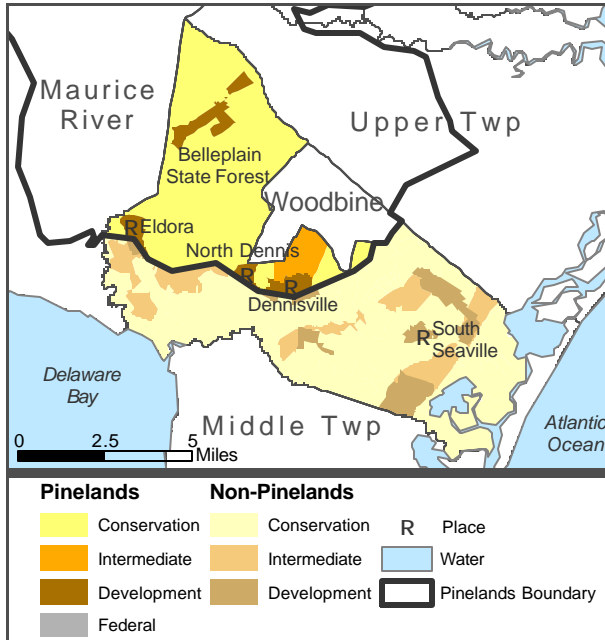 Maurice
River
Upper Twp
Belleplain
State Forest
Woodbine
R Eldora
North Dennis
R
R
Dennisville
R South
Seaville
Delaware
Bay
Middle Twp
Atlantic
Ocean
0 2.5 5
Miles
Pinelands Non-Pinelands
Conservation Conservation R Place
Intermediate Intermediate Water
Development Development Pinelands Boundary
Federal